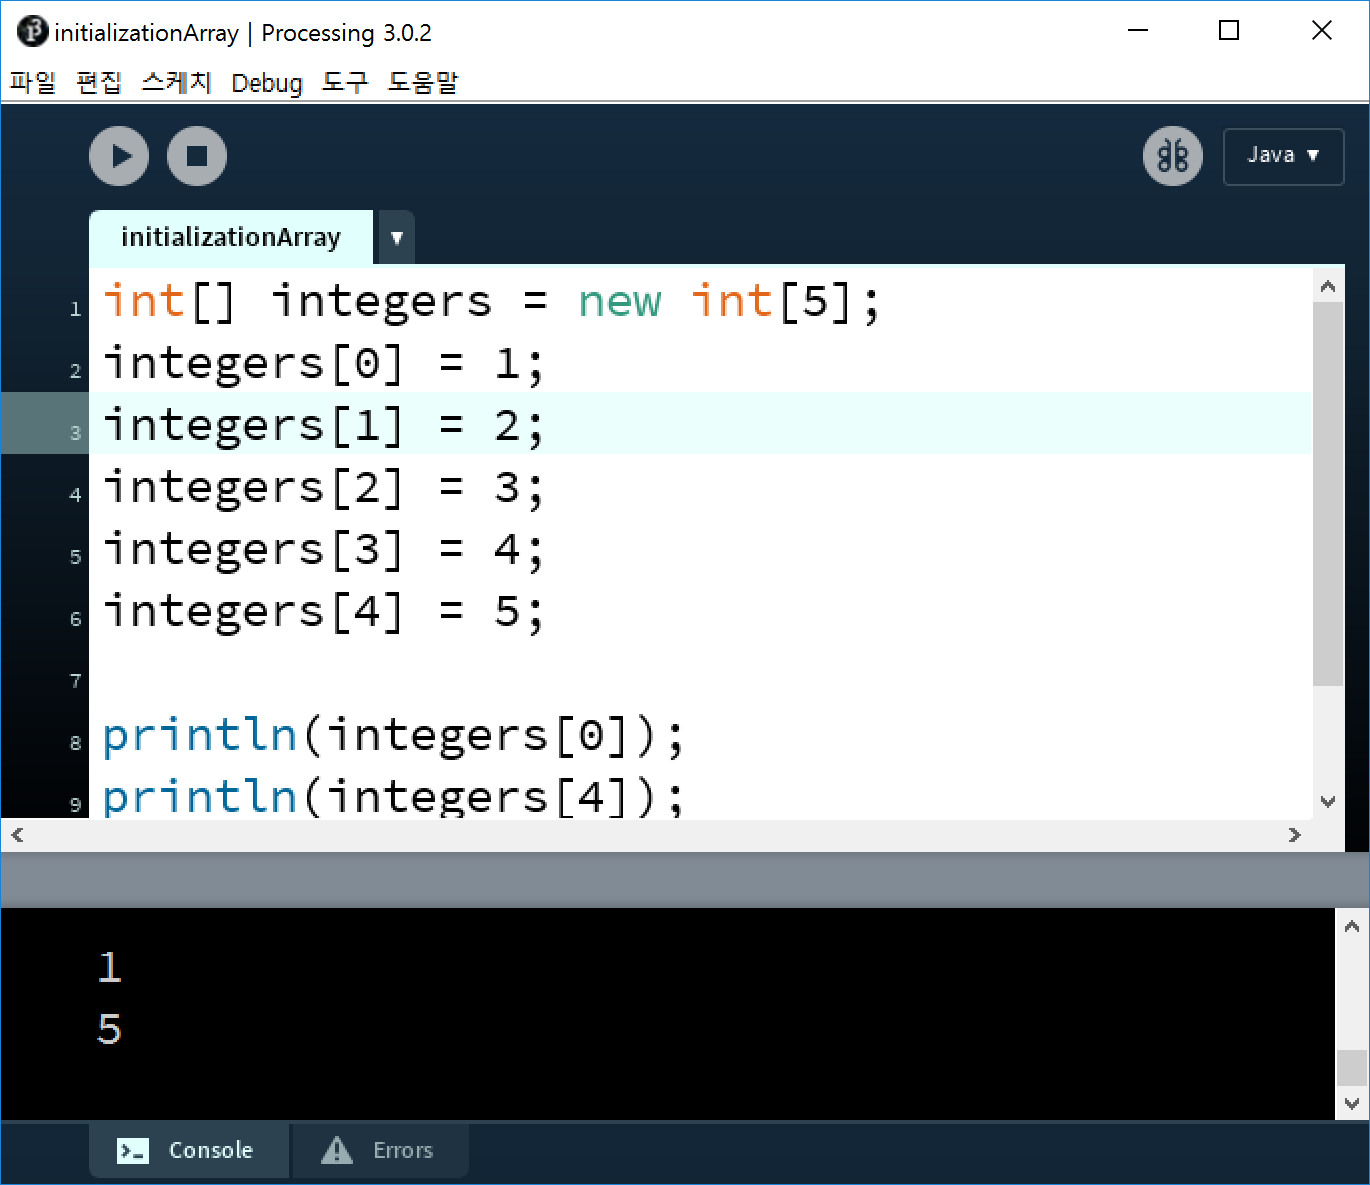 initializationArray | Processing 3.0.2
파일 편집 스케치 Debug 도구 도움말
Java ▼
initializationArray ▼
1 int[] integers = new int[5];
2 integers[0] = 1;
3 integers[1] = 2;
4 integers[2] = 3;
5 integers[3] = 4;
6 integers[4] = 5;
7
8 println(integers[0]);
9 println(integers[4]);
1
5
Console Errors